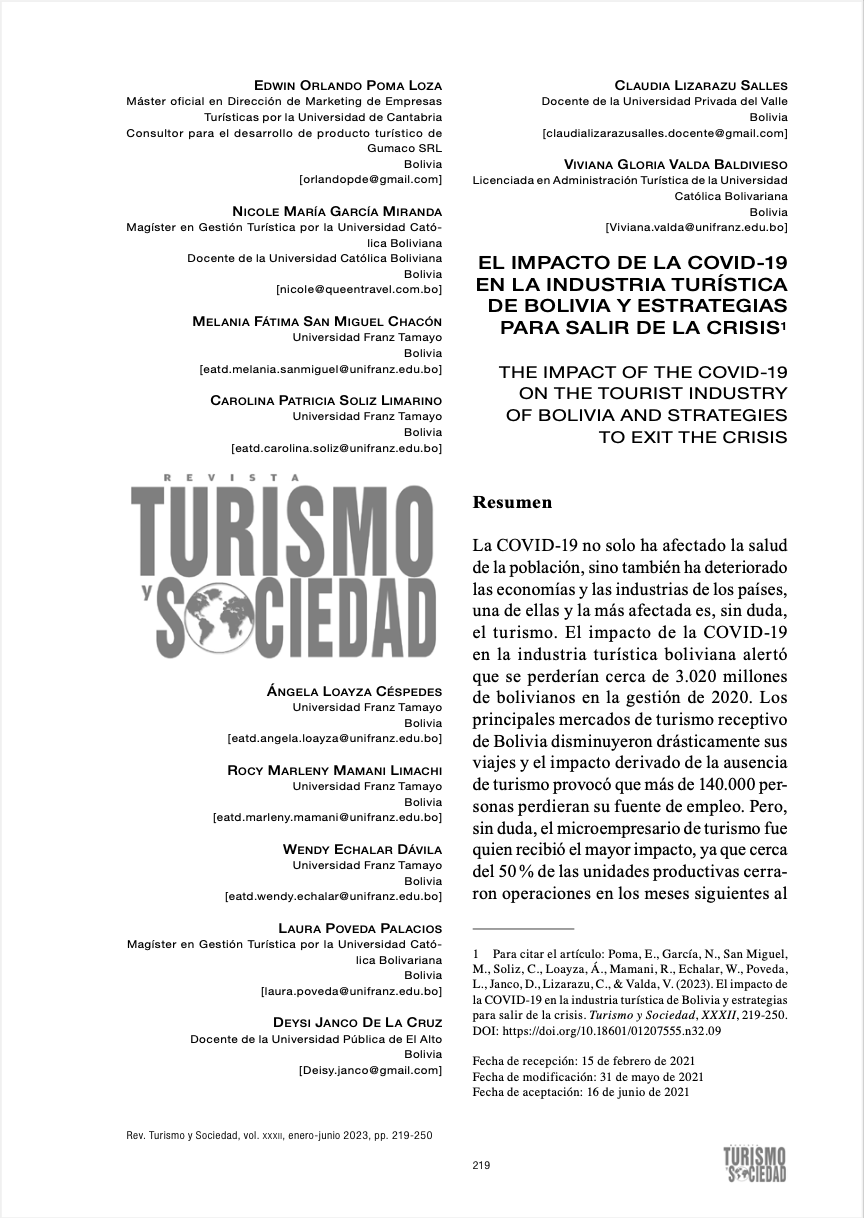 EDWIN ORLANDO POMA LOZA
Máster oficial en Dirección de Marketing de Empresas
Turísticas por la Universidad de Cantabria
Consultor para el desarrollo de producto turístico de
Gumaco SRL
Bolivia
[orlandopde@gmail.com]
NICOLE MARÍA GARCÍA MIRANDA
Magíster en Gestión Turística por la Universidad Cató-
lica Boliviana
Docente de la Universidad Católica Boliviana
Bolivia
[nicole@queentravel.com.bo]
MELANIA FÁTIMA SAN MIGUEL CHACÓN
Universidad Franz Tamayo
Bolivia
[eatd.melania.sanmiguel@unifranz.edu.bo]
CAROLINA PATRICIA SOLIZ LIMARINO
Universidad Franz Tamayo
Bolivia
[eatd.carolina.soliz@unifranz.edu.bo]
REVISTA
TURISMO
y SOCIEDAD
ÁNGELA LOAYZA CÉSPEDES
Universidad Franz Tamayo
Bolivia
[eatd.angela.loayza@unifranz.edu.bo]
ROCY MARLENY MAMANI LIMACHI
Universidad Franz Tamayo
Bolivia
[eatd.marleny.mamani@unifranz.edu.bo]
WENDY ECHALAR DÁVILA
Universidad Franz Tamayo
Bolivia
[eatd.wendy.echalar@unifranz.edu.bo]
LAURA POVEDA PALACIOS
Magíster en Gestión Turística por la Universidad Cató-
lica Bolivariana
Bolivia
[laura.poveda@unifranz.edu.bo]
DEYSI JANCO DE LA CRUZ
Docente de la Universidad Pública de El Alto
Bolivia
[Deisy.janco@gmail.com]
CLAUDIA LIZARAZU SALLES
Docente de la Universidad Privada del Valle
Bolivia
[claudializarazusalles.docente@gmail.com]
VIVIANA GLORIA VALDA BALDIVIESO
Licenciada en Administración Turística de la Universidad
Católica Bolivariana
Bolivia
[Viviana.valda@unifranz.edu.bo]
EL IMPACTO DE LA COVID-19
EN LA INDUSTRIA TURÍSTICA
DE BOLIVIA Y ESTRATEGIAS
PARA SALIR DE LA CRISIS¹
THE IMPACT OF THE COVID-19
ON THE TOURIST INDUSTRY
OF BOLIVIA AND STRATEGIES
TO EXIT THE CRISIS
Resumen
La COVID-19 no solo ha afectado la salud
de la población, sino también ha deteriorado
las economías y las industrias de los países,
una de ellas y la más afectada es, sin duda,
el turismo. El impacto de la COVID-19
en la industria turística boliviana alertó
que se perderían cerca de 3.020 millones
de bolivianos en la gestión de 2020. Los
principales mercados de turismo receptivo
de Bolivia disminuyeron drásticamente sus
viajes y el impacto derivado de la ausencia
de turismo provocó que más de 140.000 per-
sonas perdieran su fuente de empleo. Pero,
sin duda, el microempresario de turismo fue
quien recibió el mayor impacto, ya que cerca
del 50 % de las unidades productivas cerra-
ron operaciones en los meses siguientes al
1 Para citar el artículo: Poma, E., García, N., San Miguel,
M., Soliz, C., Loayza, Á., Mamani, R., Echalar, W., Poveda,
L., Janco, D., Lizarazu, C., & Valda, V. (2023). El impacto de
la COVID-19 en la industria turística de Bolivia y estrategias
para salir de la crisis. Turismo y Sociedad, XXXII, 219-250.
DOI: https://doi.org/10.18601/01207555.n32.09
Fecha de recepción: 15 de febrero de 2021
Fecha de modificación: 31 de mayo de 2021
Fecha de aceptación: 16 de junio de 2021
Rev. Turismo y Sociedad, vol. XXXII, enero-junio 2023, pp. 219-250
219
REVISTA
TURISMO
y SOCIEDAD